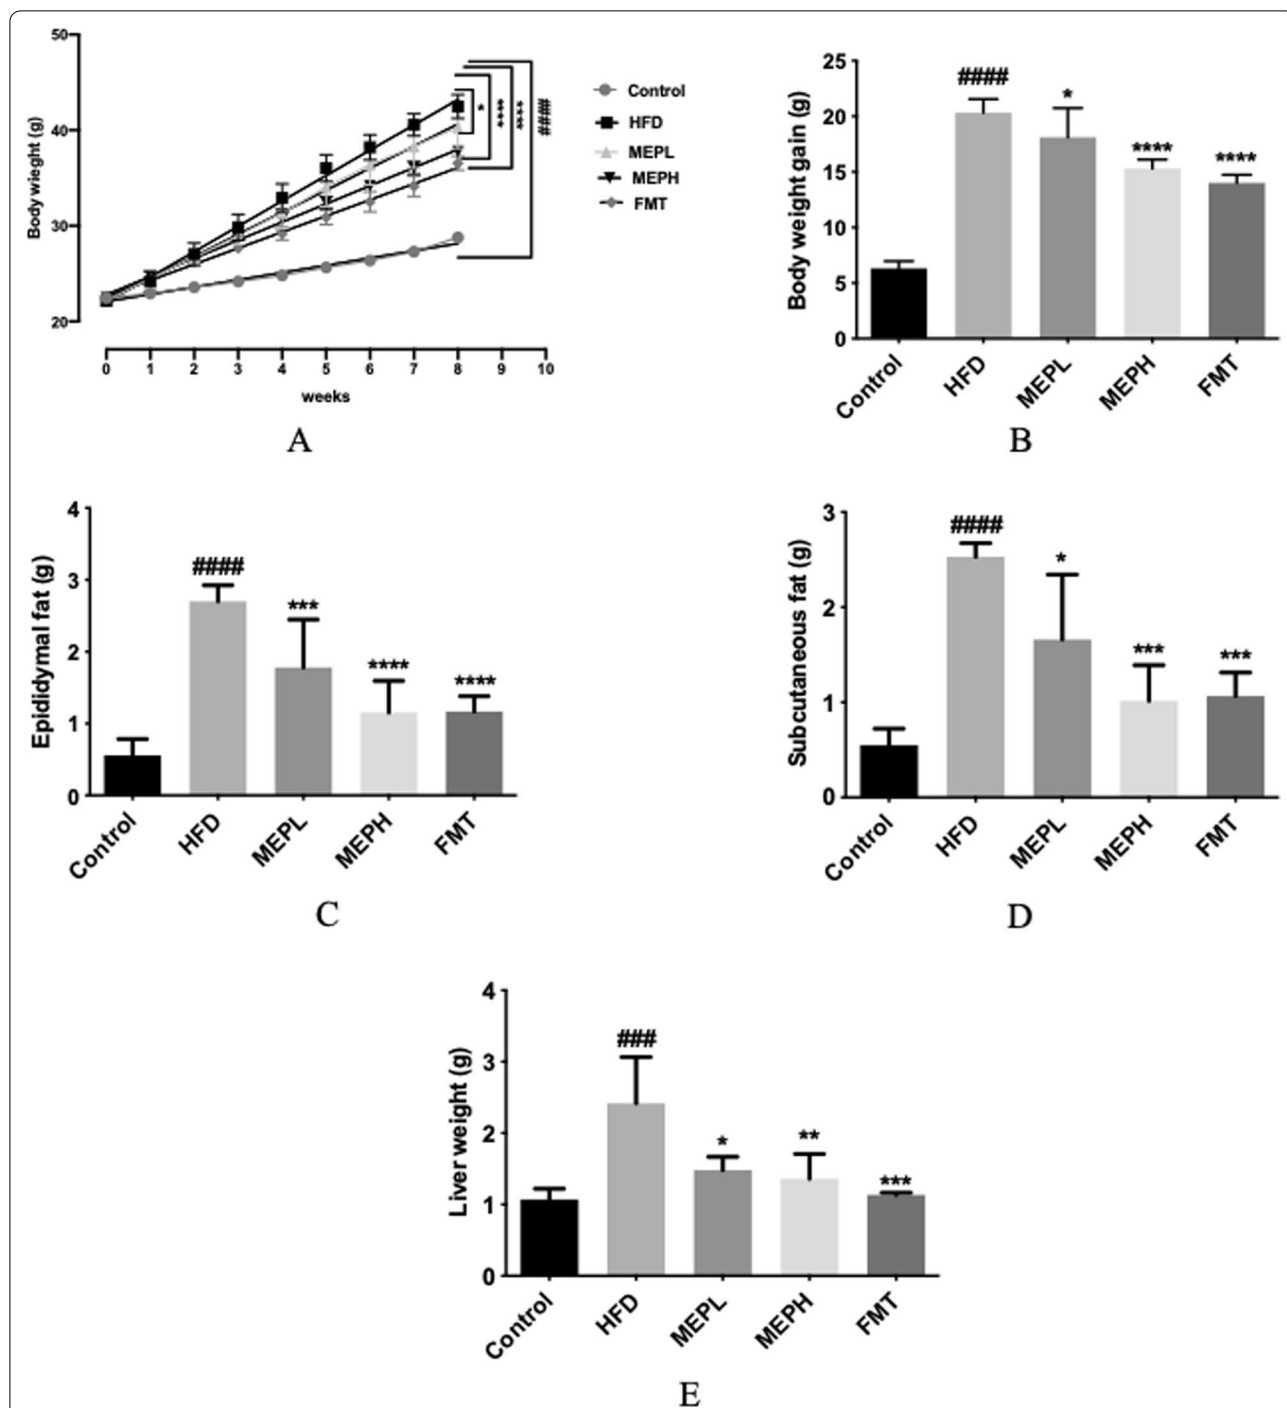 50
40
30
20
Body wieght (g)
0 1 2 3 4 5 6 7 8 9 10
weeks
*
****
****
####
Control
HFD
MEPL
MEPH
FMT
A
25
20
15
10
5
0
Body weight gain (g)
####
*
****
****
Control HFD MEPL MEPH FMT
B
4
3
2
1
0
Epididymal fat (g)
####
***
****
****
Control HFD MEPL MEPH FMT
C
3
2
1
0
Subcutaneous fat (g)
####
*
***
***
Control HFD MEPL MEPH FMT
D
4
3
2
1
0
Liver weight (g)
###
*
**
***
Control HFD MEPL MEPH FMT
E